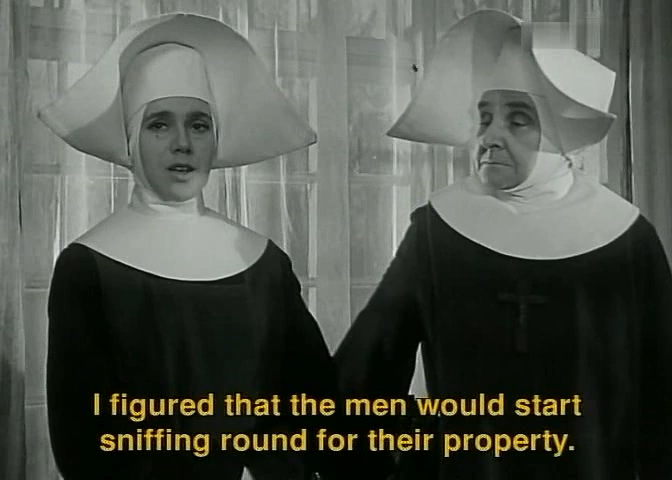 I figured that the men would start
sniffing round for their property.